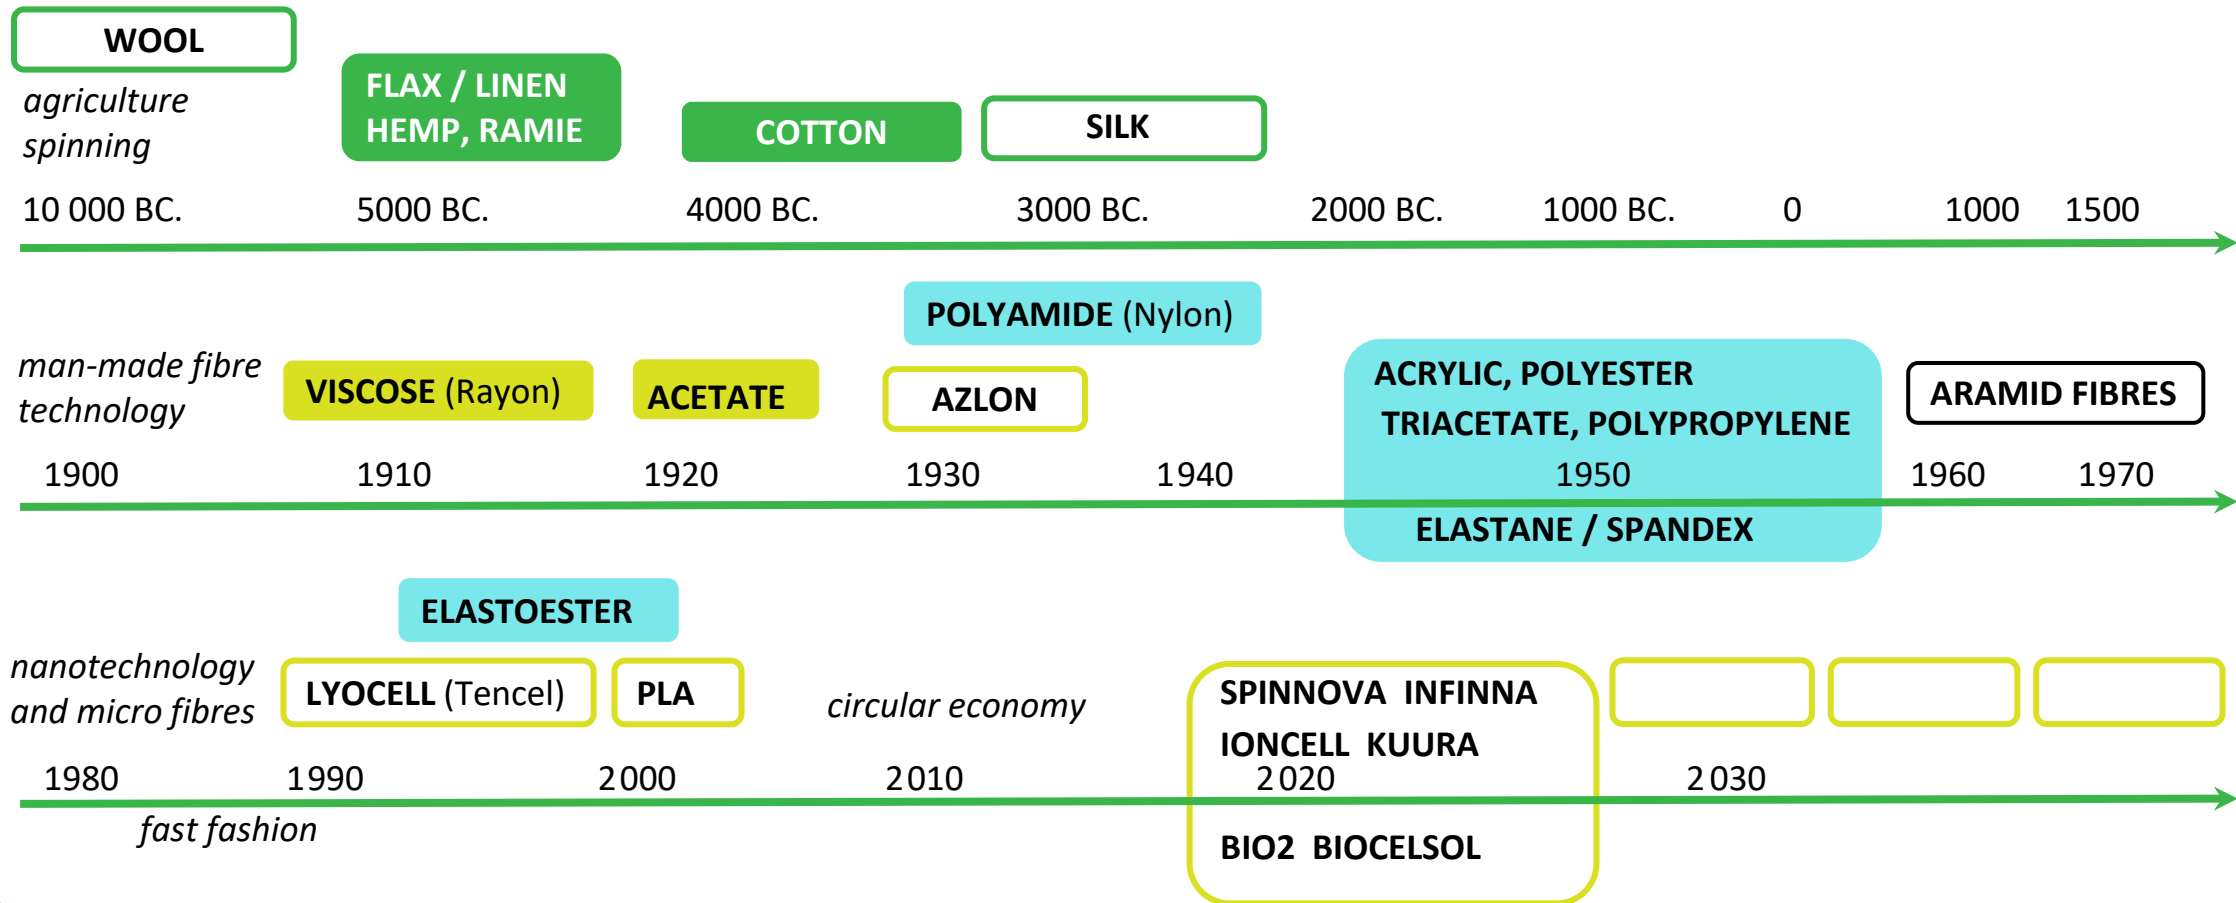 WOOL
agriculture
spinning
FLAX / LINEN
HEMP, RAMIE
COTTON
SILK
10 000 BC. 5000 BC. 4000 BC. 3000 BC. 2000 BC. 1000 BC. 0 1000 1500
POLYAMIDE (Nylon)
man-made fibre
technology
VISCOSE (Rayon)
ACETATE
AZLON
ACRYLIC, POLYESTER
TRIACETATE, POLYPROPYLENE
ARAMID FIBRES
1900 1910 1920 1930 1940 1950 1960 1970
ELASTANE / SPANDEX
ELASTOESTER
nanotechnology
and micro fibres
LYOCELL (Tencel)
PLA
circular economy
SPINNOVA INFINNA
IONCELL KUURA
1980 1990 2000 2010 2020 2030
fast fashion
BIO2 BIOCELSOL